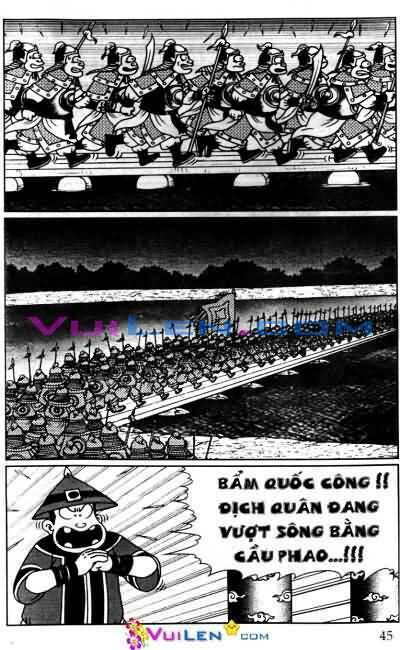 VuiLen.com
BẨM QUỐC CÔNG !!
ĐỊCH QUÂN ĐANG
VƯỢT SÔNG BẰNG
CẦU PHAO...!!!
VuiLen.com
45